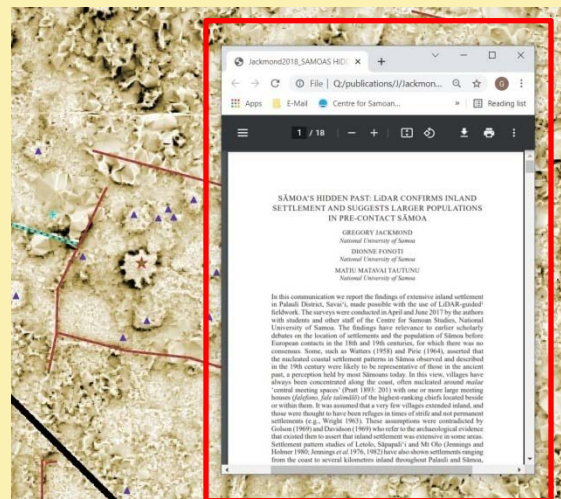 Jackmond2018_SAMOAS HIDD
File | Q:/publications/J/Jackmon...
G
Apps E-Mail Centre for Samoan... » Reading list
1 / 18
SĀMOA'S HIDDEN PAST: LiDAR CONFIRMS INLAND
SETTLEMENT AND SUGGESTS LARGER POPULATIONS
IN PRE-CONTACT SĀMOA
GREGORY JACKMOND
National University of Samoa
DIONNE FONOTI
National University of Samoa
MATIU MATAVAI TAUTUNU
National University of Samoa
In this communication we report the findings of extensive inland settlement
in Palauli District, Savai'i, made possible with the use of LiDAR-guided
fieldwork. The surveys were conducted in April and June 2017 by the authors
with students and other staff of the Centre for Samoan Studies, National
University of Samoa. The findings have relevance to earlier scholarly
debates on the location of settlements and the population of Sāmoa before
European contacts in the 18th and 19th centuries, for which there was no
consensus. Some, such as Watters (1958) and Pirie (1964), asserted that
the nucleated coastal settlement patterns in Sāmoa observed and described
in the 19th century were likely to be representative of those in the ancient
past, a perception held by most Sāmoans today. In this view, villages have
always been concentrated along the coast, often nucleated around malae
'central meeting spaces' (Pratt 1893: 201) with one or more large meeting
houses (faletono, fale talimālō) of the highest-ranking chiefs located beside
or within them. It was assumed that a very few villages extended inland, and
those were thought to have been refuges in times of strife and not permanent
settlements (e.g., Wright 1963). These assumptions were contradicted by
Golson (1969) and Davidson (1969) who refer to the archaeological evidence
that existed then to assert that inland settlement was extensive in some areas.
Settlement pattern studies of Letolo, Sāpapāli'i and Mt Olo (Jennings and
Holmer 1980; Jennings et al 1976, 1982) have also shown settlements ranging
from the coast to several kilometres inland throughout Palauli and Sāmoa,